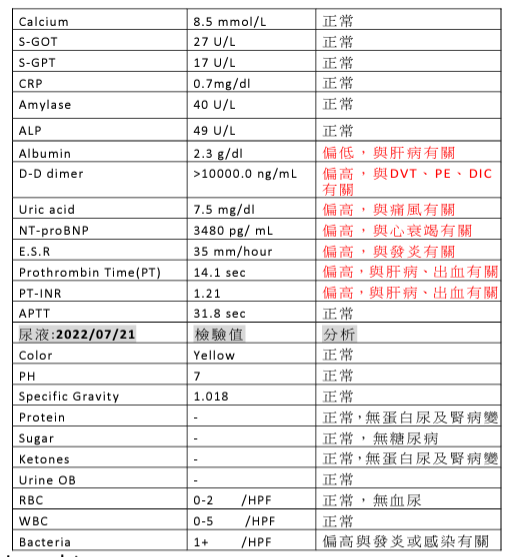 Calcium 8.5 mmol/L 正常
S-GOT 27 U/L 正常
S-GPT 17 U/L 正常
CRP 0.7mg/dl 正常
Amylase 40 U/L 正常
ALP 49 U/L 正常
Albumin 2.3 g/dl 偏低，與肝病有關
D-D dimer >10000.0 ng/mL 偏高，與DVT、PE、DIC
有關
Uric acid 7.5 mg/dl 偏高，與痛風有關
NT-proBNP 3480 pg/ mL 偏高，與心衰竭有關
E.S.R 35 mm/hour 偏高，與發炎有關
Prothrombin Time(PT) 14.1 sec 偏高，與肝病、出血有關
PT-INR 1.21 偏高，與肝病、出血有關
APTT 31.8 sec 正常
尿液:2022/07/21 檢驗值 分析
Color Yellow 正常
PH 7 正常
Specific Gravity 1.018 正常
Protein - 正常，無蛋白尿及腎病變
Sugar - 正常，無糖尿病
Ketones - 正常，無蛋白尿及腎病變
Urine OB - 正常
RBC 0-2 /HPF 正常，無血尿
WBC 0-5 /HPF 正常
Bacteria 1+ /HPF 偏高與發炎或感染有關